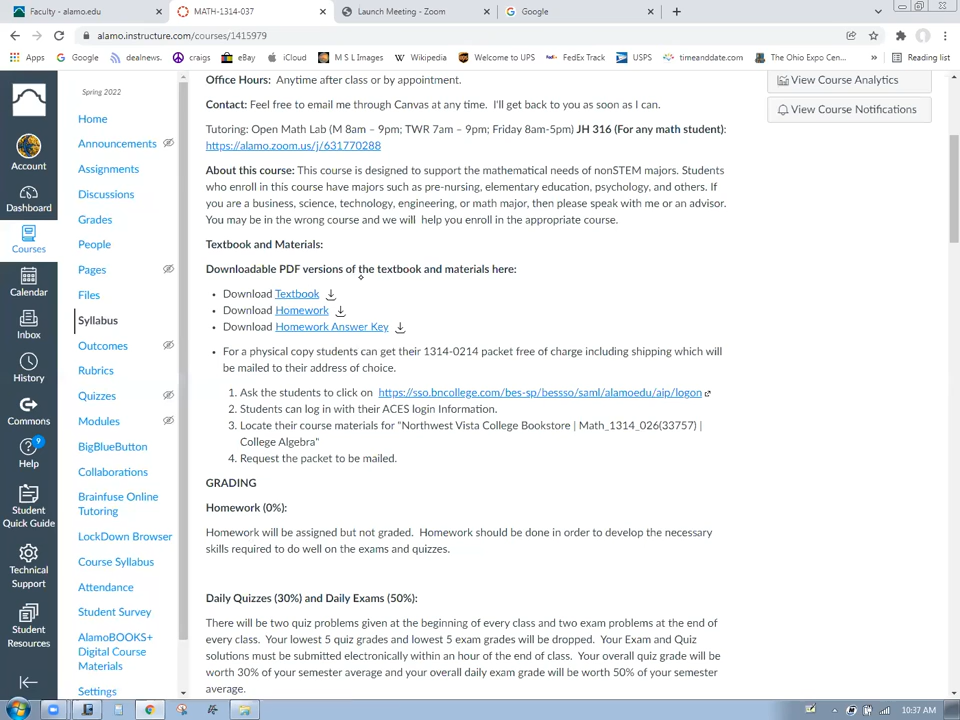 Faculty - alamo.edu
MATH-1314-037
Launch Meeting - Zoom
Google
alamo.instructure.com/courses/1415979
Apps
Google
dealnews.
craigs
eBay
iCloud
M S L Images
Wikipedia
Welcome to UPS
FedEx Track
USPS
timeanddate.com
The Ohio Expo Cen...
»
Reading list
Account
Dashboard
Courses
Calendar
Inbox
History
Commons
9
Help
Student
Quick Guide
Technical
Support
Student
Resources
Spring 2022
Home
Announcements
Assignments
Discussions
Grades
People
Pages
Files
Syllabus
Outcomes
Rubrics
Quizzes
Modules
BigBlueButton
Collaborations
Brainfuse Online
Tutoring
LockDown Browser
Course Syllabus
Attendance
Student Survey
AlamoBOOKS+
Digital Course
Materials
Settings
Office Hours: Anytime after class or by appointment.
Contact: Feel free to email me through Canvas at any time. I'll get back to you as soon as I can.
Tutoring: Open Math Lab (M 8am – 9pm; TWR 7am – 9pm; Friday 8am-5pm) JH 316 (For any math student):
https://alamo.zoom.us/j/631770288
About this course: This course is designed to support the mathematical needs of nonSTEM majors. Students
who enroll in this course have majors such as pre-nursing, elementary education, psychology, and others. If
you are a business, science, technology, engineering, or math major, then please speak with me or an advisor.
You may be in the wrong course and we will help you enroll in the appropriate course.
Textbook and Materials:
Downloadable PDF versions of the textbook and materials here:
• Download Textbook
• Download Homework
• Download Homework Answer Key
• For a physical copy students can get their 1314-0214 packet free of charge including shipping which will
be mailed to their address of choice.
1. Ask the students to click on https://sso.bncollege.com/bes-sp/bessso/saml/alamoedu/aip/logon
2. Students can log in with their ACES login Information.
3. Locate their course materials for "Northwest Vista College Bookstore | Math_1314_026(33757) |
College Algebra"
4. Request the packet to be mailed.
GRADING
Homework (0%):
Homework will be assigned but not graded. Homework should be done in order to develop the necessary
skills required to do well on the exams and quizzes.
Daily Quizzes (30%) and Daily Exams (50%):
There will be two quiz problems given at the beginning of every class and two exam problems at the end of
every class. Your lowest 5 quiz grades and lowest 5 exam grades will be dropped. Your Exam and Quiz
solutions must be submitted electronically within an hour of the end of class. Your overall quiz grade will be
worth 30% of your semester average and your overall daily exam grade will be worth 50% of your semester
average.
View Course Analytics
View Course Notifications
10:37 AM